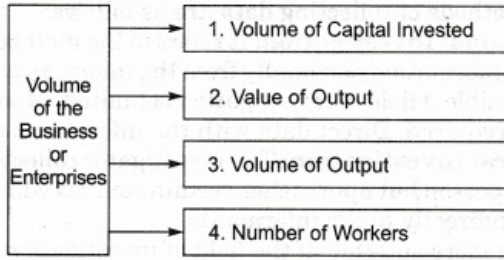 Volume
of the
Business
or
Enterprises
1. Volume of Capital Invested
2. Value of Output
3. Volume of Output
4. Number of Workers